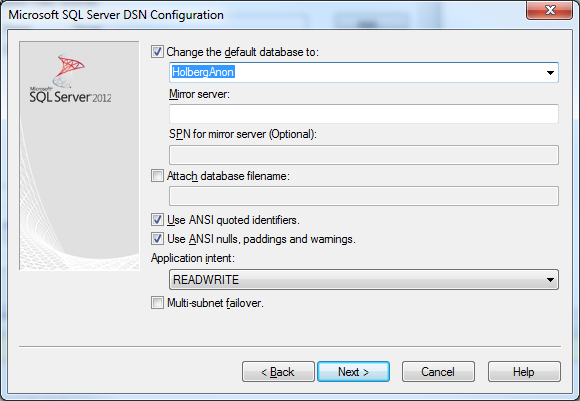 Microsoft SQL Server DSN Configuration
Microsoft
SQL Server 2012
Change the default database to:
HolbergAnon
Mirror server:
SPN for mirror server (Optional):
Attach database filename:
Use ANSI quoted identifiers.
Use ANSI nulls, paddings and warnings.
Application intent:
READWRITE
Multi-subnet failover.
< Back
Next >
Cancel
Help